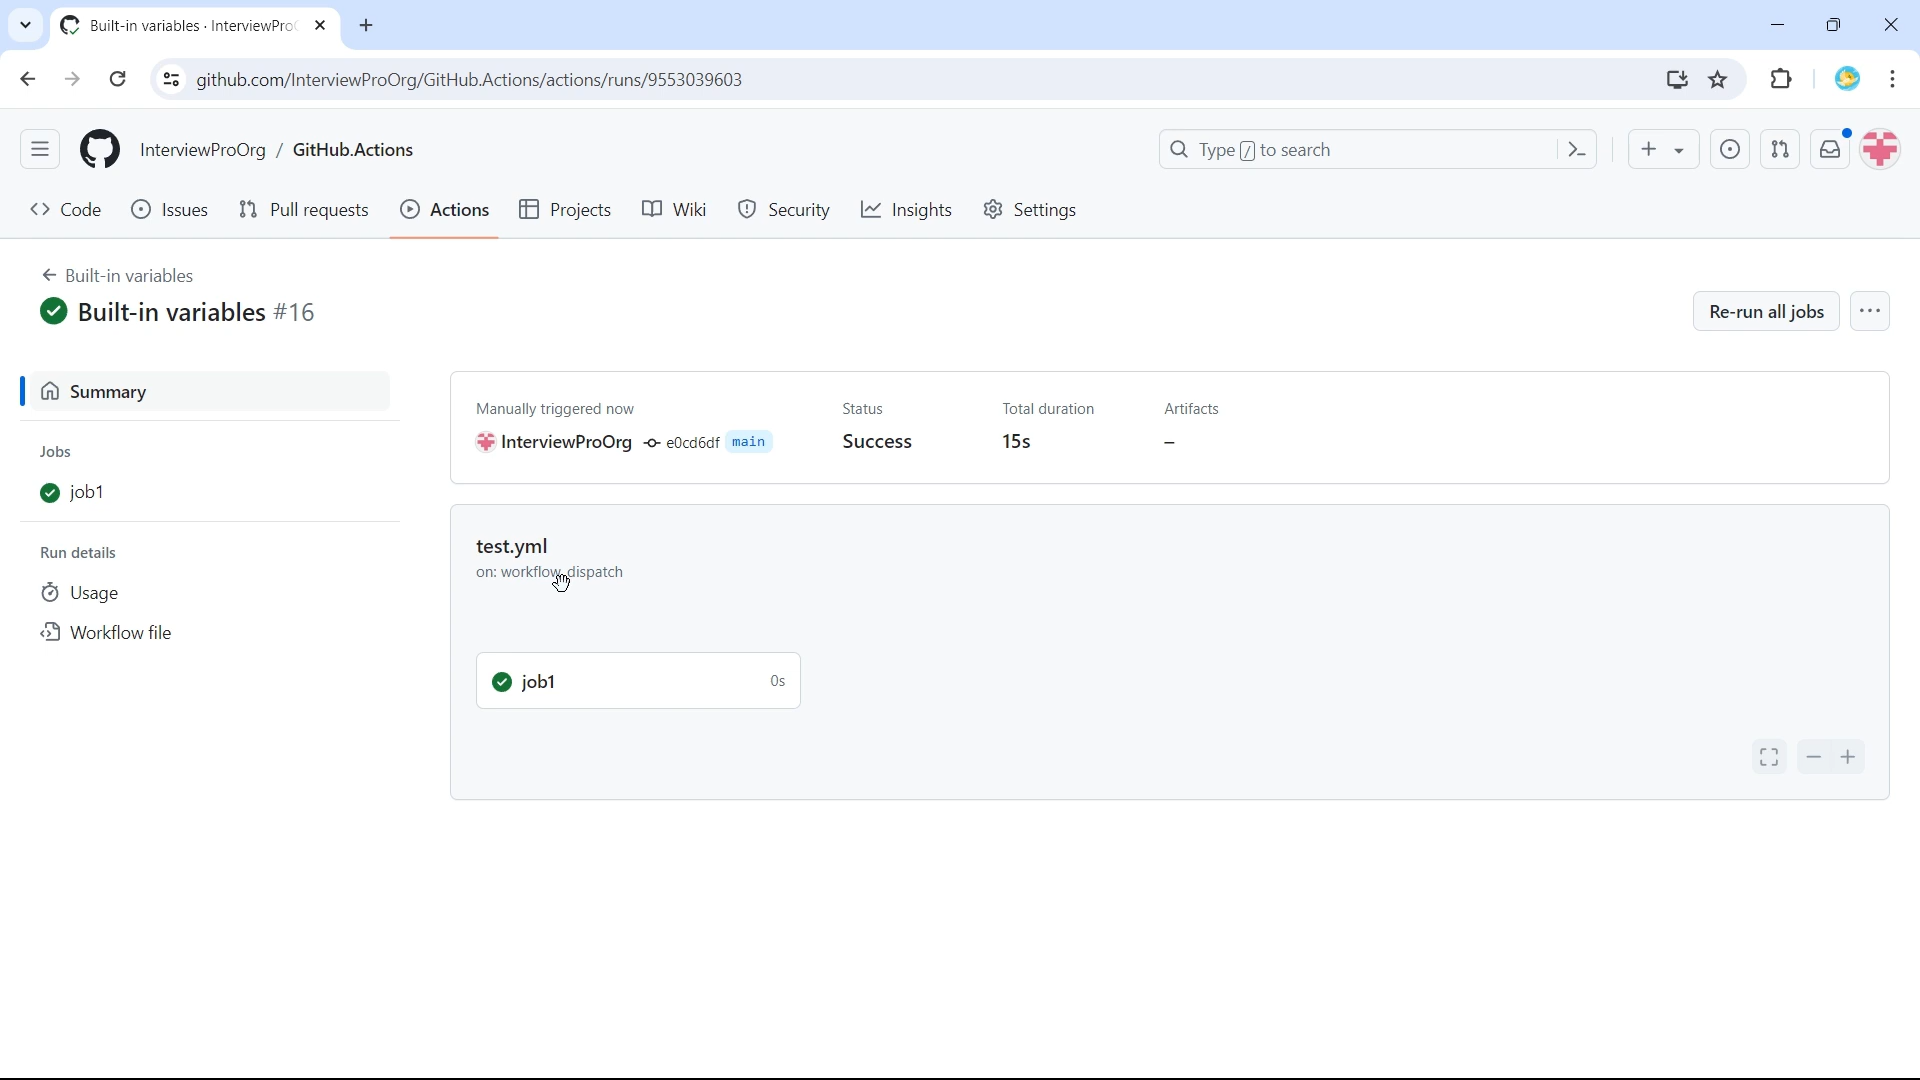 Built-in variables · InterviewPro
github.com/InterviewProOrg/GitHub.Actions/actions/runs/9553039603
InterviewProOrg / GitHub.Actions
Type / to search
Code Issues Pull requests Actions Projects Wiki Security Insights Settings
Built-in variables
Built-in variables #16
Re-run all jobs
Summary
Manually triggered now Status Total duration Artifacts
InterviewProOrg e0cd6df main Success 15s –
Jobs
job1
test.yml
on: workflow_dispatch
Run details
Usage
Workflow file
job1 0s